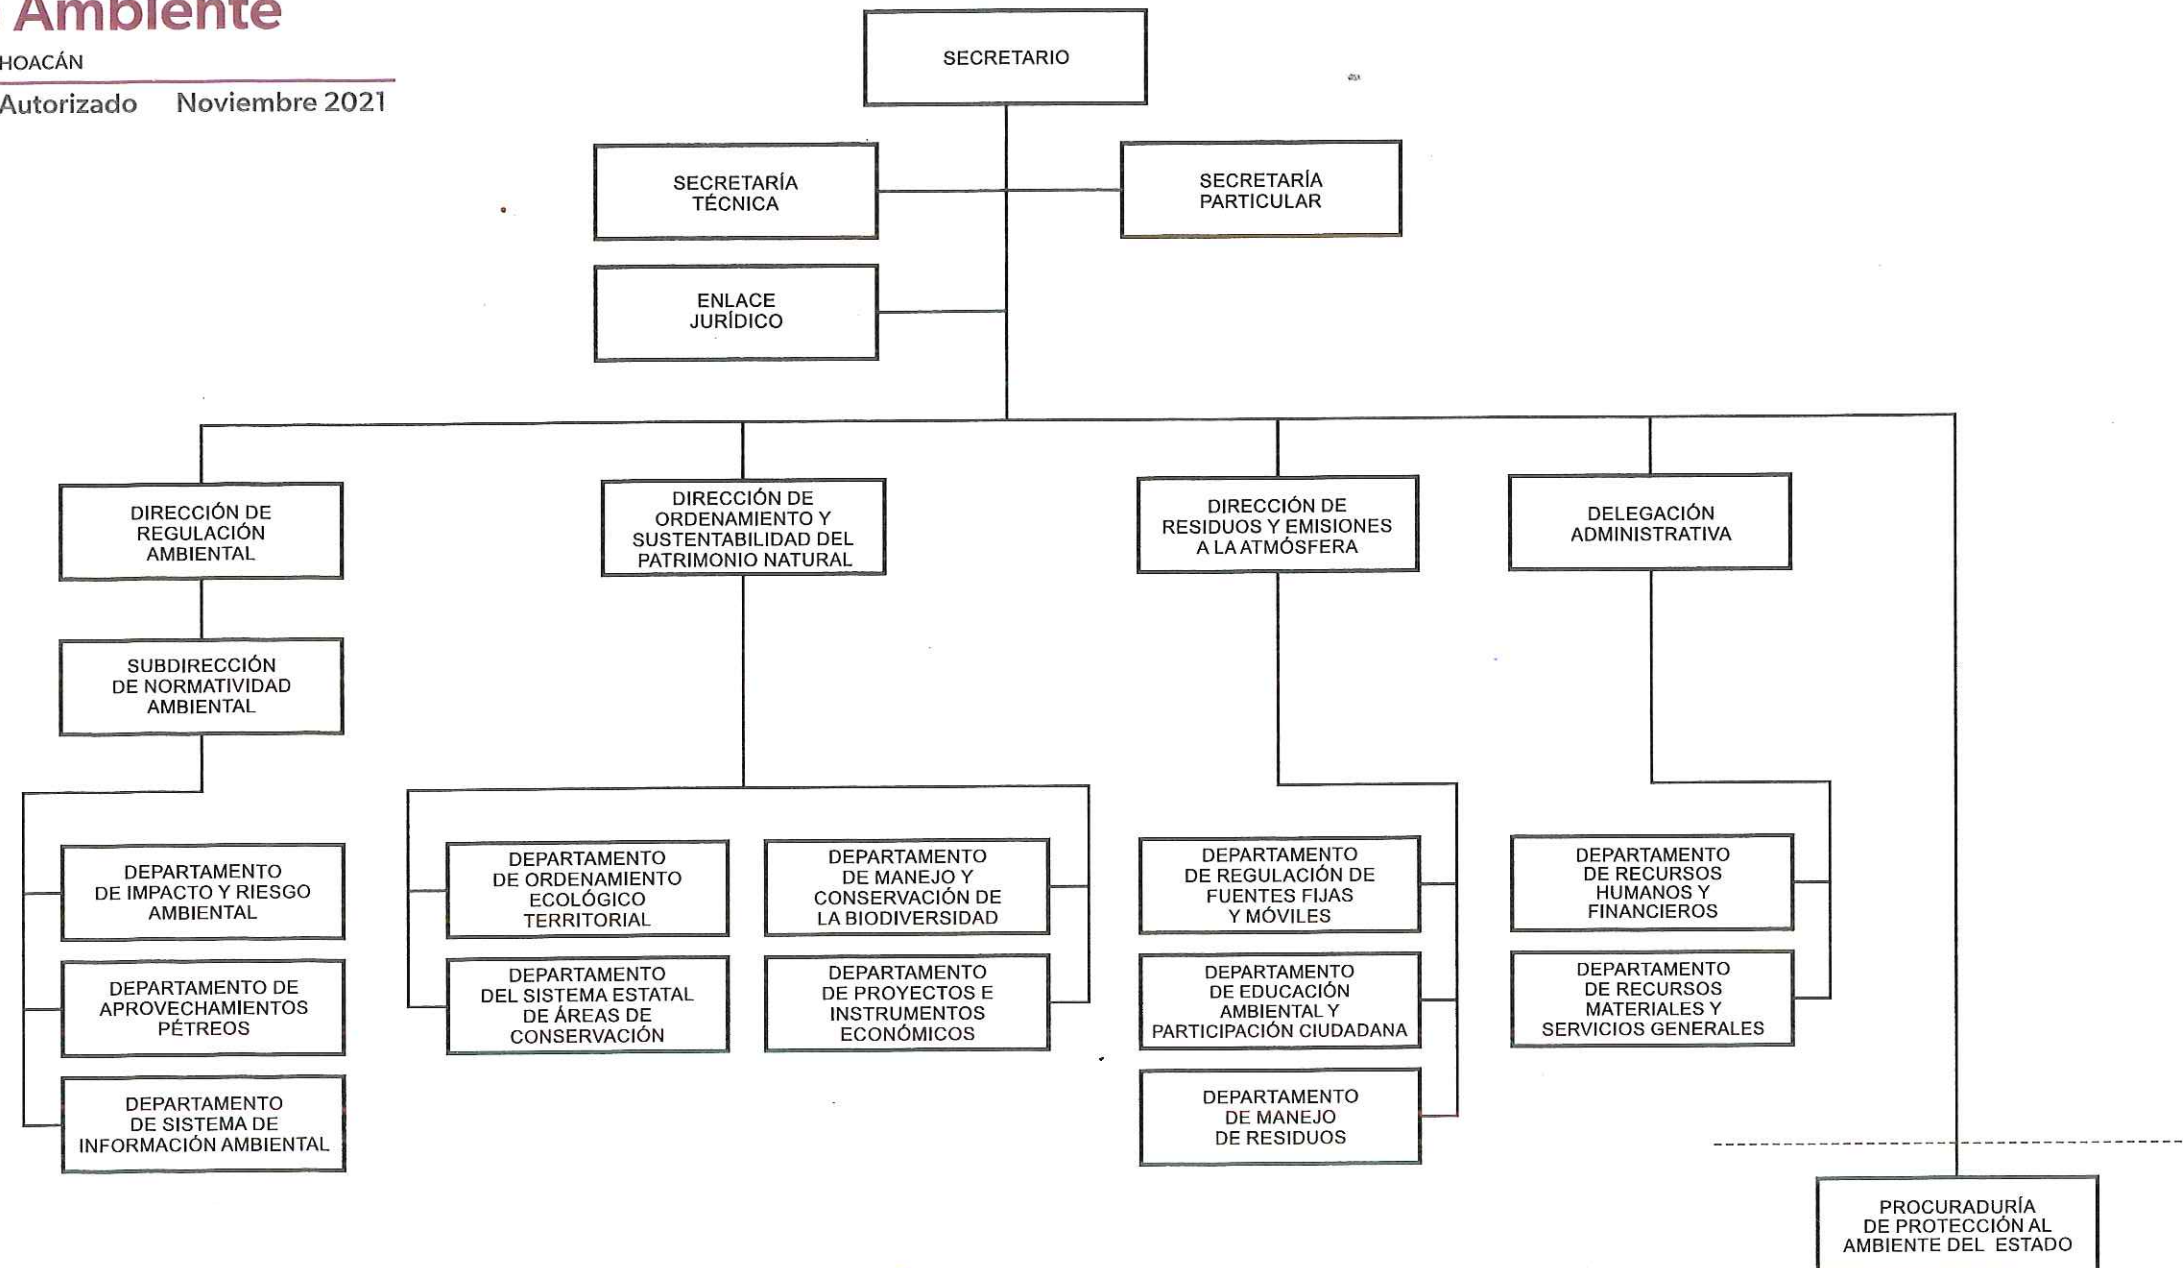 Ambiente
HOACÁN
Autorizado Noviembre 2021
SECRETARIO
SECRETARÍA
TÉCNICA
SECRETARÍA
PARTICULAR
ENLACE
JURÍDICO
DIRECCIÓN DE
REGULACIÓN
AMBIENTAL
DIRECCIÓN DE
ORDENAMIENTO Y
SUSTENTABILIDAD DEL
PATRIMONIO NATURAL
DIRECCIÓN DE
RESIDUOS Y EMISIONES
A LA ATMÓSFERA
DELEGACIÓN
ADMINISTRATIVA
SUBDIRECCIÓN
DE NORMATIVIDAD
AMBIENTAL
DEPARTAMENTO
DE IMPACTO Y RIESGO
AMBIENTAL
DEPARTAMENTO DE
APROVECHAMIENTOS
PÉTREOS
DEPARTAMENTO
DE SISTEMA DE
INFORMACIÓN AMBIENTAL
DEPARTAMENTO
DE ORDENAMIENTO
ECOLÓGICO
TERRITORIAL
DEPARTAMENTO
DEL SISTEMA ESTATAL
DE ÁREAS DE
CONSERVACIÓN
DEPARTAMENTO
DE MANEJO Y
CONSERVACIÓN DE
LA BIODIVERSIDAD
DEPARTAMENTO
DE PROYECTOS E
INSTRUMENTOS
ECONÓMICOS
DEPARTAMENTO
DE REGULACIÓN DE
FUENTES FIJAS
Y MÓVILES
DEPARTAMENTO
DE EDUCACIÓN
AMBIENTAL Y
PARTICIPACIÓN CIUDADANA
DEPARTAMENTO
DE MANEJO
DE RESIDUOS
DEPARTAMENTO
DE RECURSOS
HUMANOS Y
FINANCIEROS
DEPARTAMENTO
DE RECURSOS
MATERIALES Y
SERVICIOS GENERALES
PROCURADURÍA
DE PROTECCIÓN AL
AMBIENTE DEL ESTADO